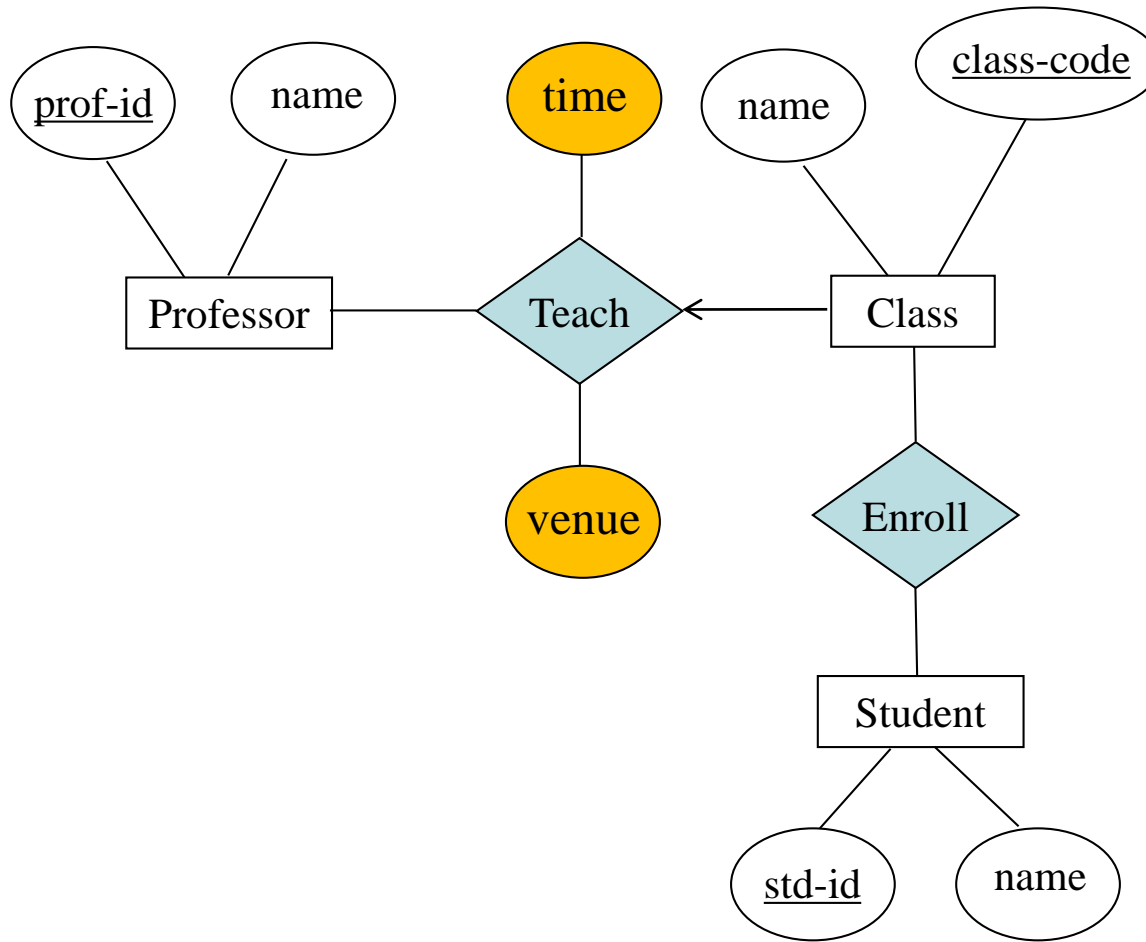 class-code
prof-id
name
time
name
Professor
Teach
Class
venue
Enroll
Student
std-id
name